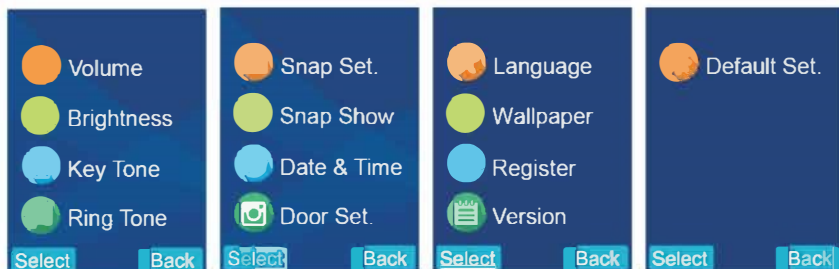 Volume
Brightness
Key Tone
Ring Tone
Select Back
Snap Set.
Snap Show
Date & Time
Door Set.
Select Back
Language
Wallpaper
Register
Version
Select Back
Default Set.
Select Back